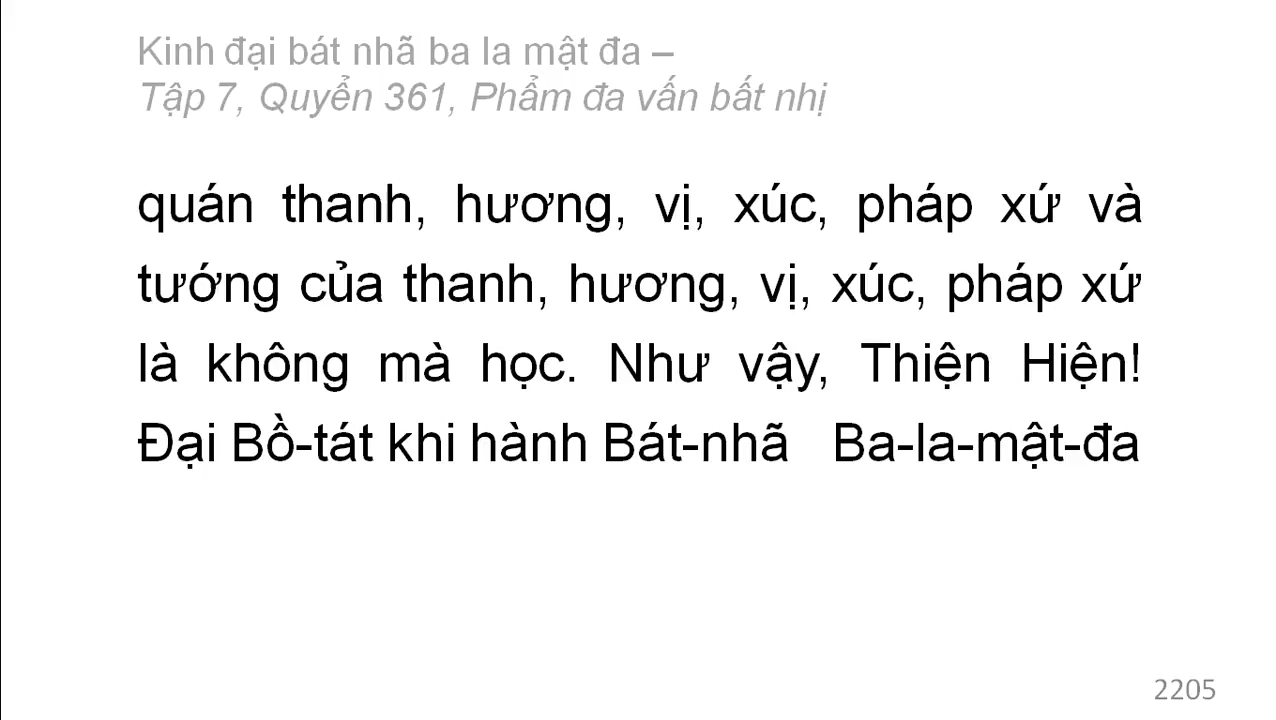 Kinh đại bát nhã ba la mật đa –
Tập 7, Quyển 361, Phẩm đa vấn bất nhị
quán thanh, hương, vị, xúc, pháp xứ và
tướng của thanh, hương, vị, xúc, pháp xứ
là không mà học. Như vậy, Thiện Hiện!
Đại Bồ-tát khi hành Bát-nhã Ba-la-mật-đa
2205